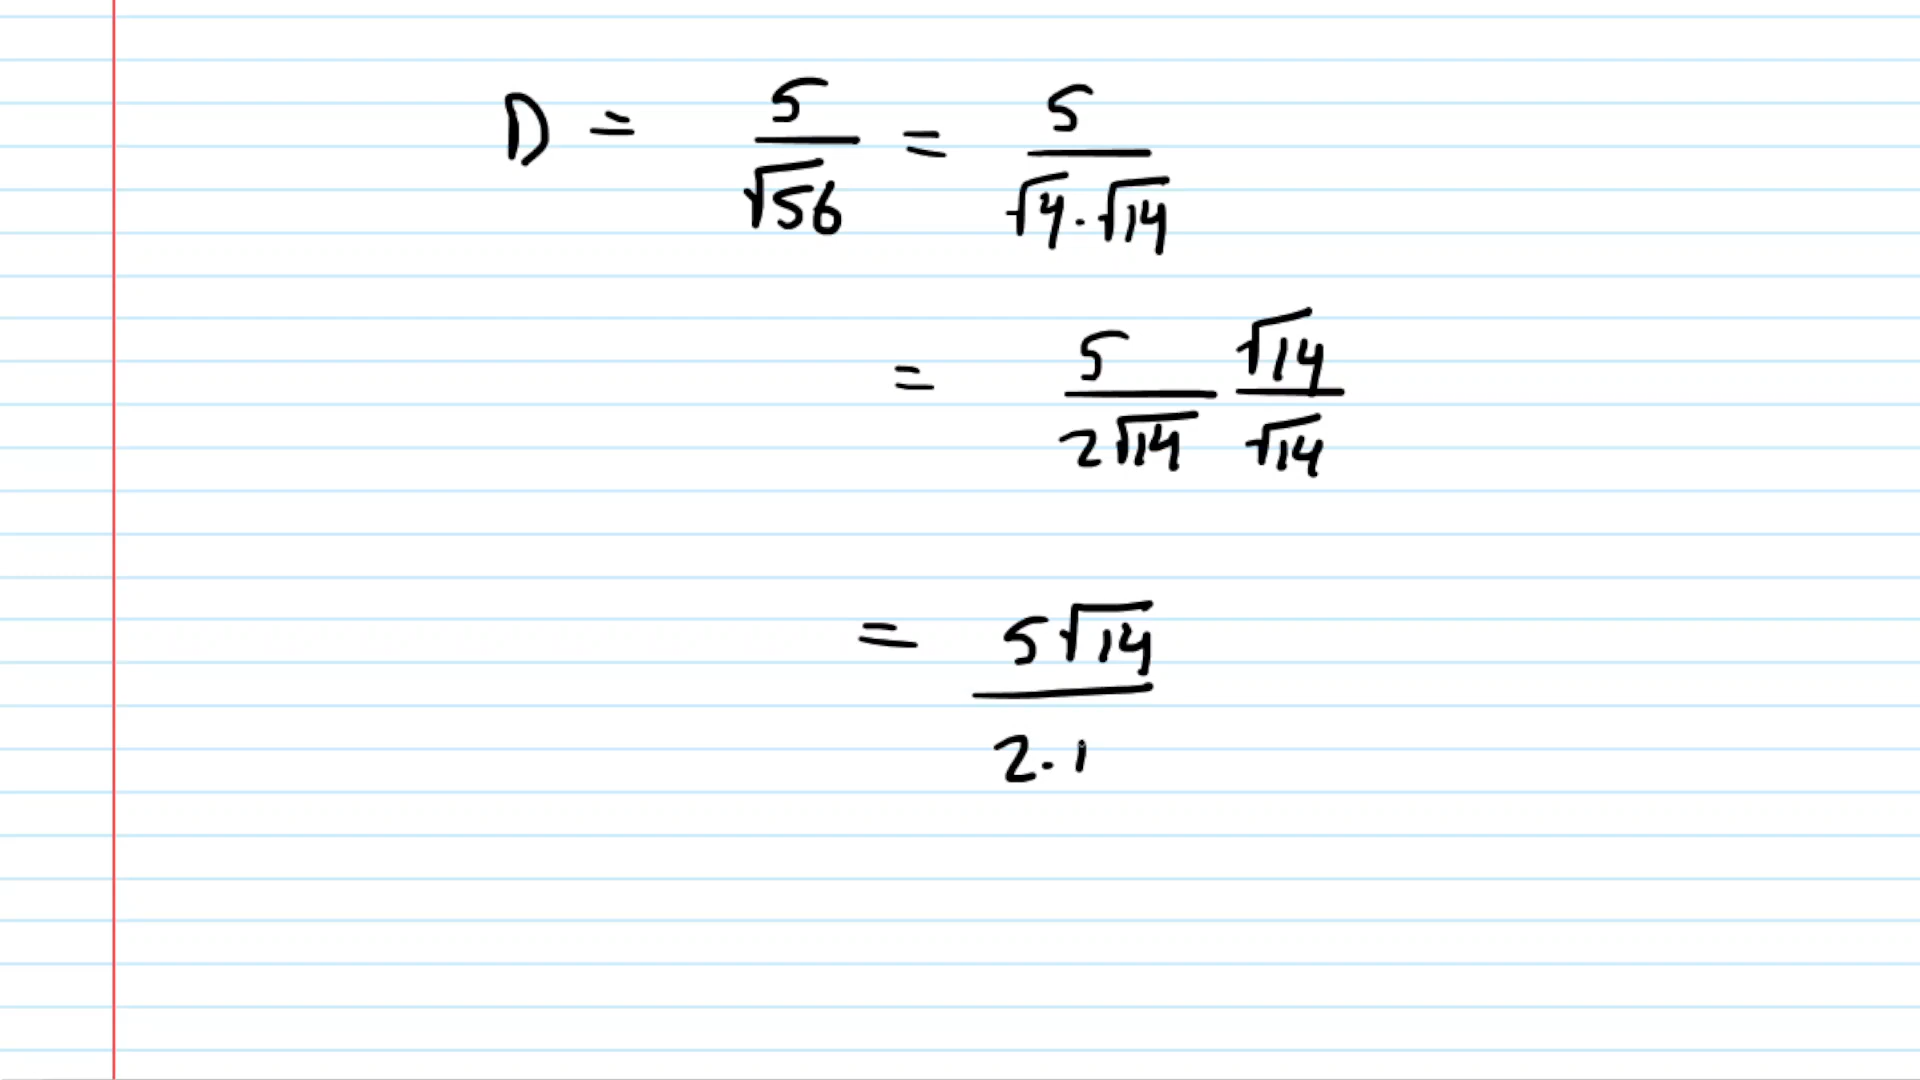 D = 5/√56 = 5/√4·√14
= 5/2√14 √14/√14
= 5√14/2·1